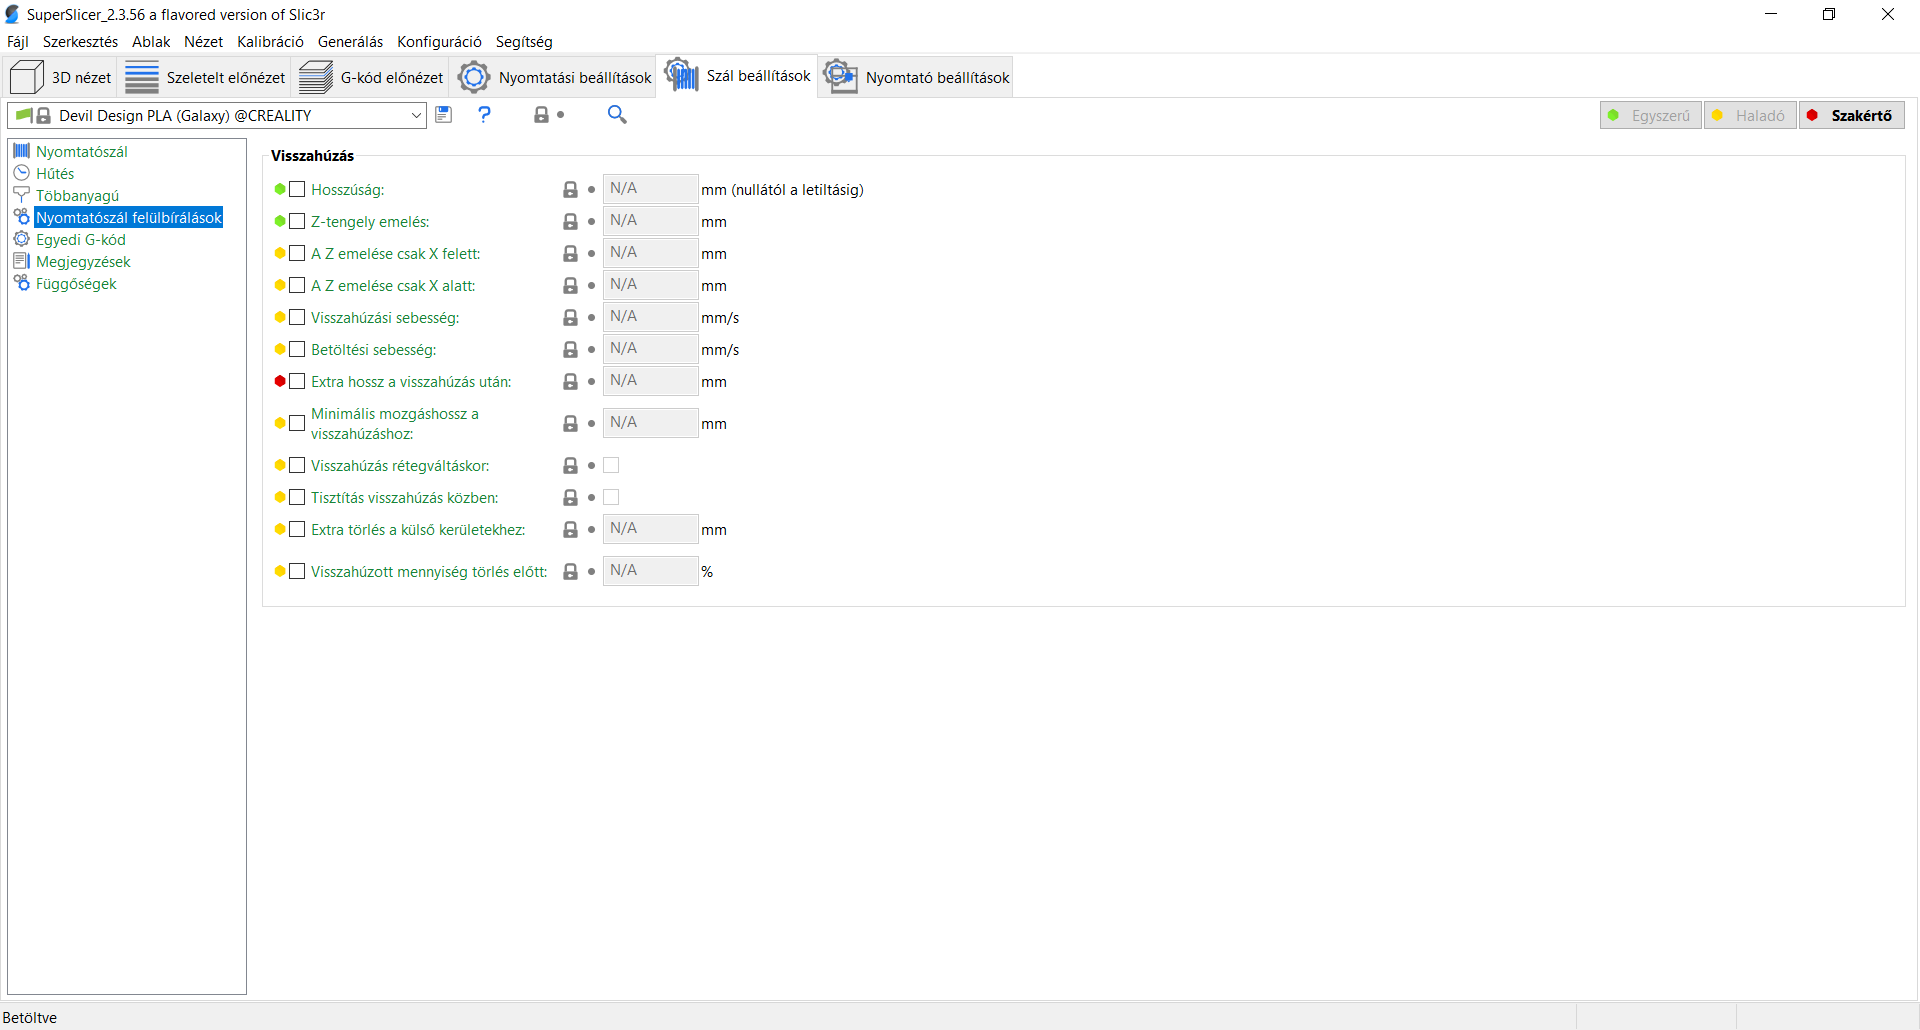 SuperSlicer_2.3.56 a flavored version of Slic3r
Fájl Szerkesztés Ablak Nézet Kalibráció Generálás Konfiguráció Segítség
3D nézet Szeletelt előnézet G-kód előnézet Nyomtatási beállítások Szál beállítások Nyomtató beállítások
Devil Design PLA (Galaxy) @CREALITY
Egyszerű Haladó Szakértő
Nyomtatószál
Hűtés
Többanyagú
Nyomtatószál felülbírálások
Egyedi G-kód
Megjegyzések
Függőségek
Visszahúzás
Hosszúság: N/A mm (nullától a letiltásig)
Z-tengely emelés: N/A mm
A Z emelése csak X felett: N/A mm
A Z emelése csak X alatt: N/A mm
Visszahúzási sebesség: N/A mm/s
Betöltési sebesség: N/A mm/s
Extra hossz a visszahúzás után: N/A mm
Minimális mozgáshossz a
visszahúzáshoz: N/A mm
Visszahúzás rétegváltáskor:
Tisztítás visszahúzás közben:
Extra törlés a külső kerületekhez: N/A mm
Visszahúzott mennyiség törlés előtt: N/A %
Betöltve